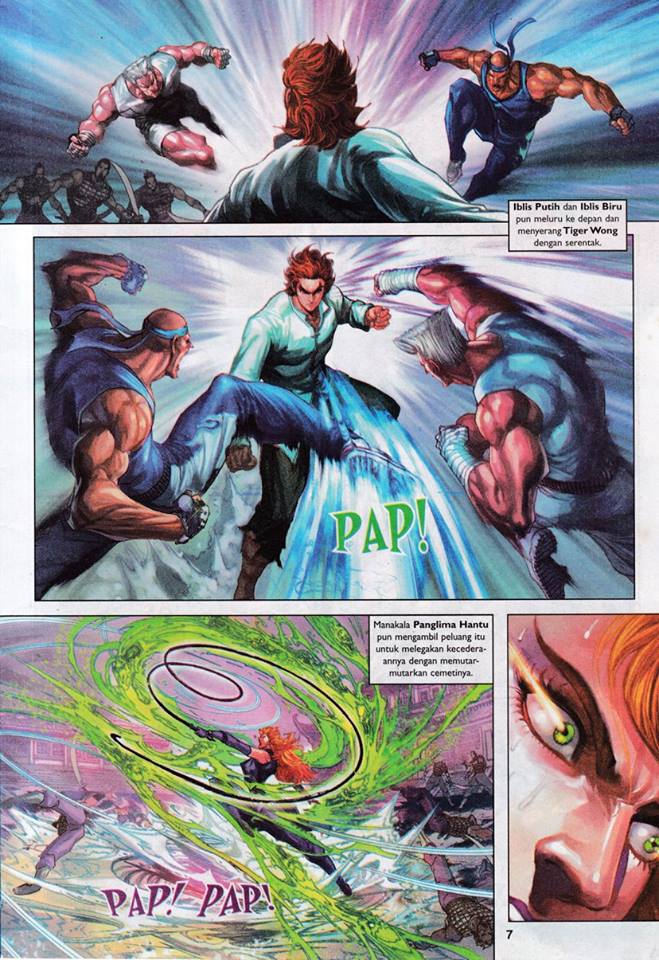 Iblis Putih dan Iblis Biru
pun meluru ke depan dan
menyerang Tiger Wong
dengan serentak.
PAP!
Manakala Panglima Hantu
pun mengambil peluang itu
untuk melegakan kecedera-
annya dengan memutar-
mutarkan cemetinya.
PAP! PAP!
7